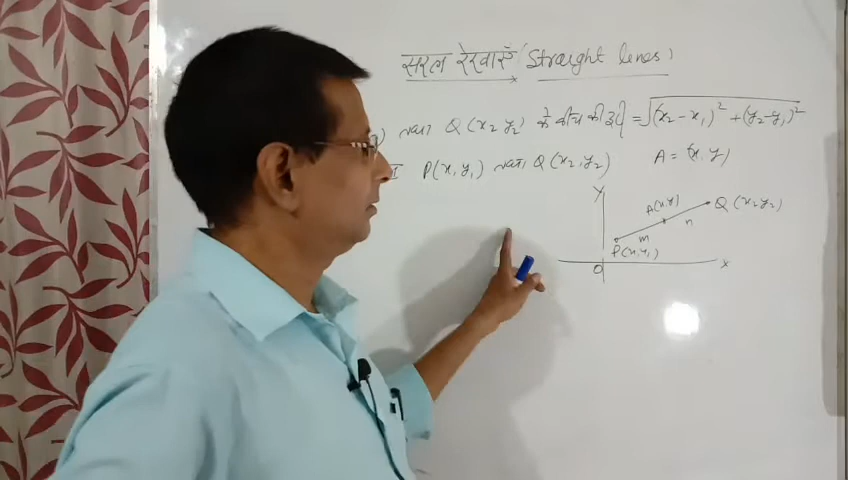 सरल रेखाएँ (Straight lines)
) तथा Q(x₂ y₂) के बीच की दूरी = √(x₂ - x₁)² + (y₂-y₁)²
P(x₁ y₁) तथा Q(x₂, y₂) A = (x, y)
Y
A(x y) Q(x₂ y₂)
m n
P(x₁ y₁)
O x